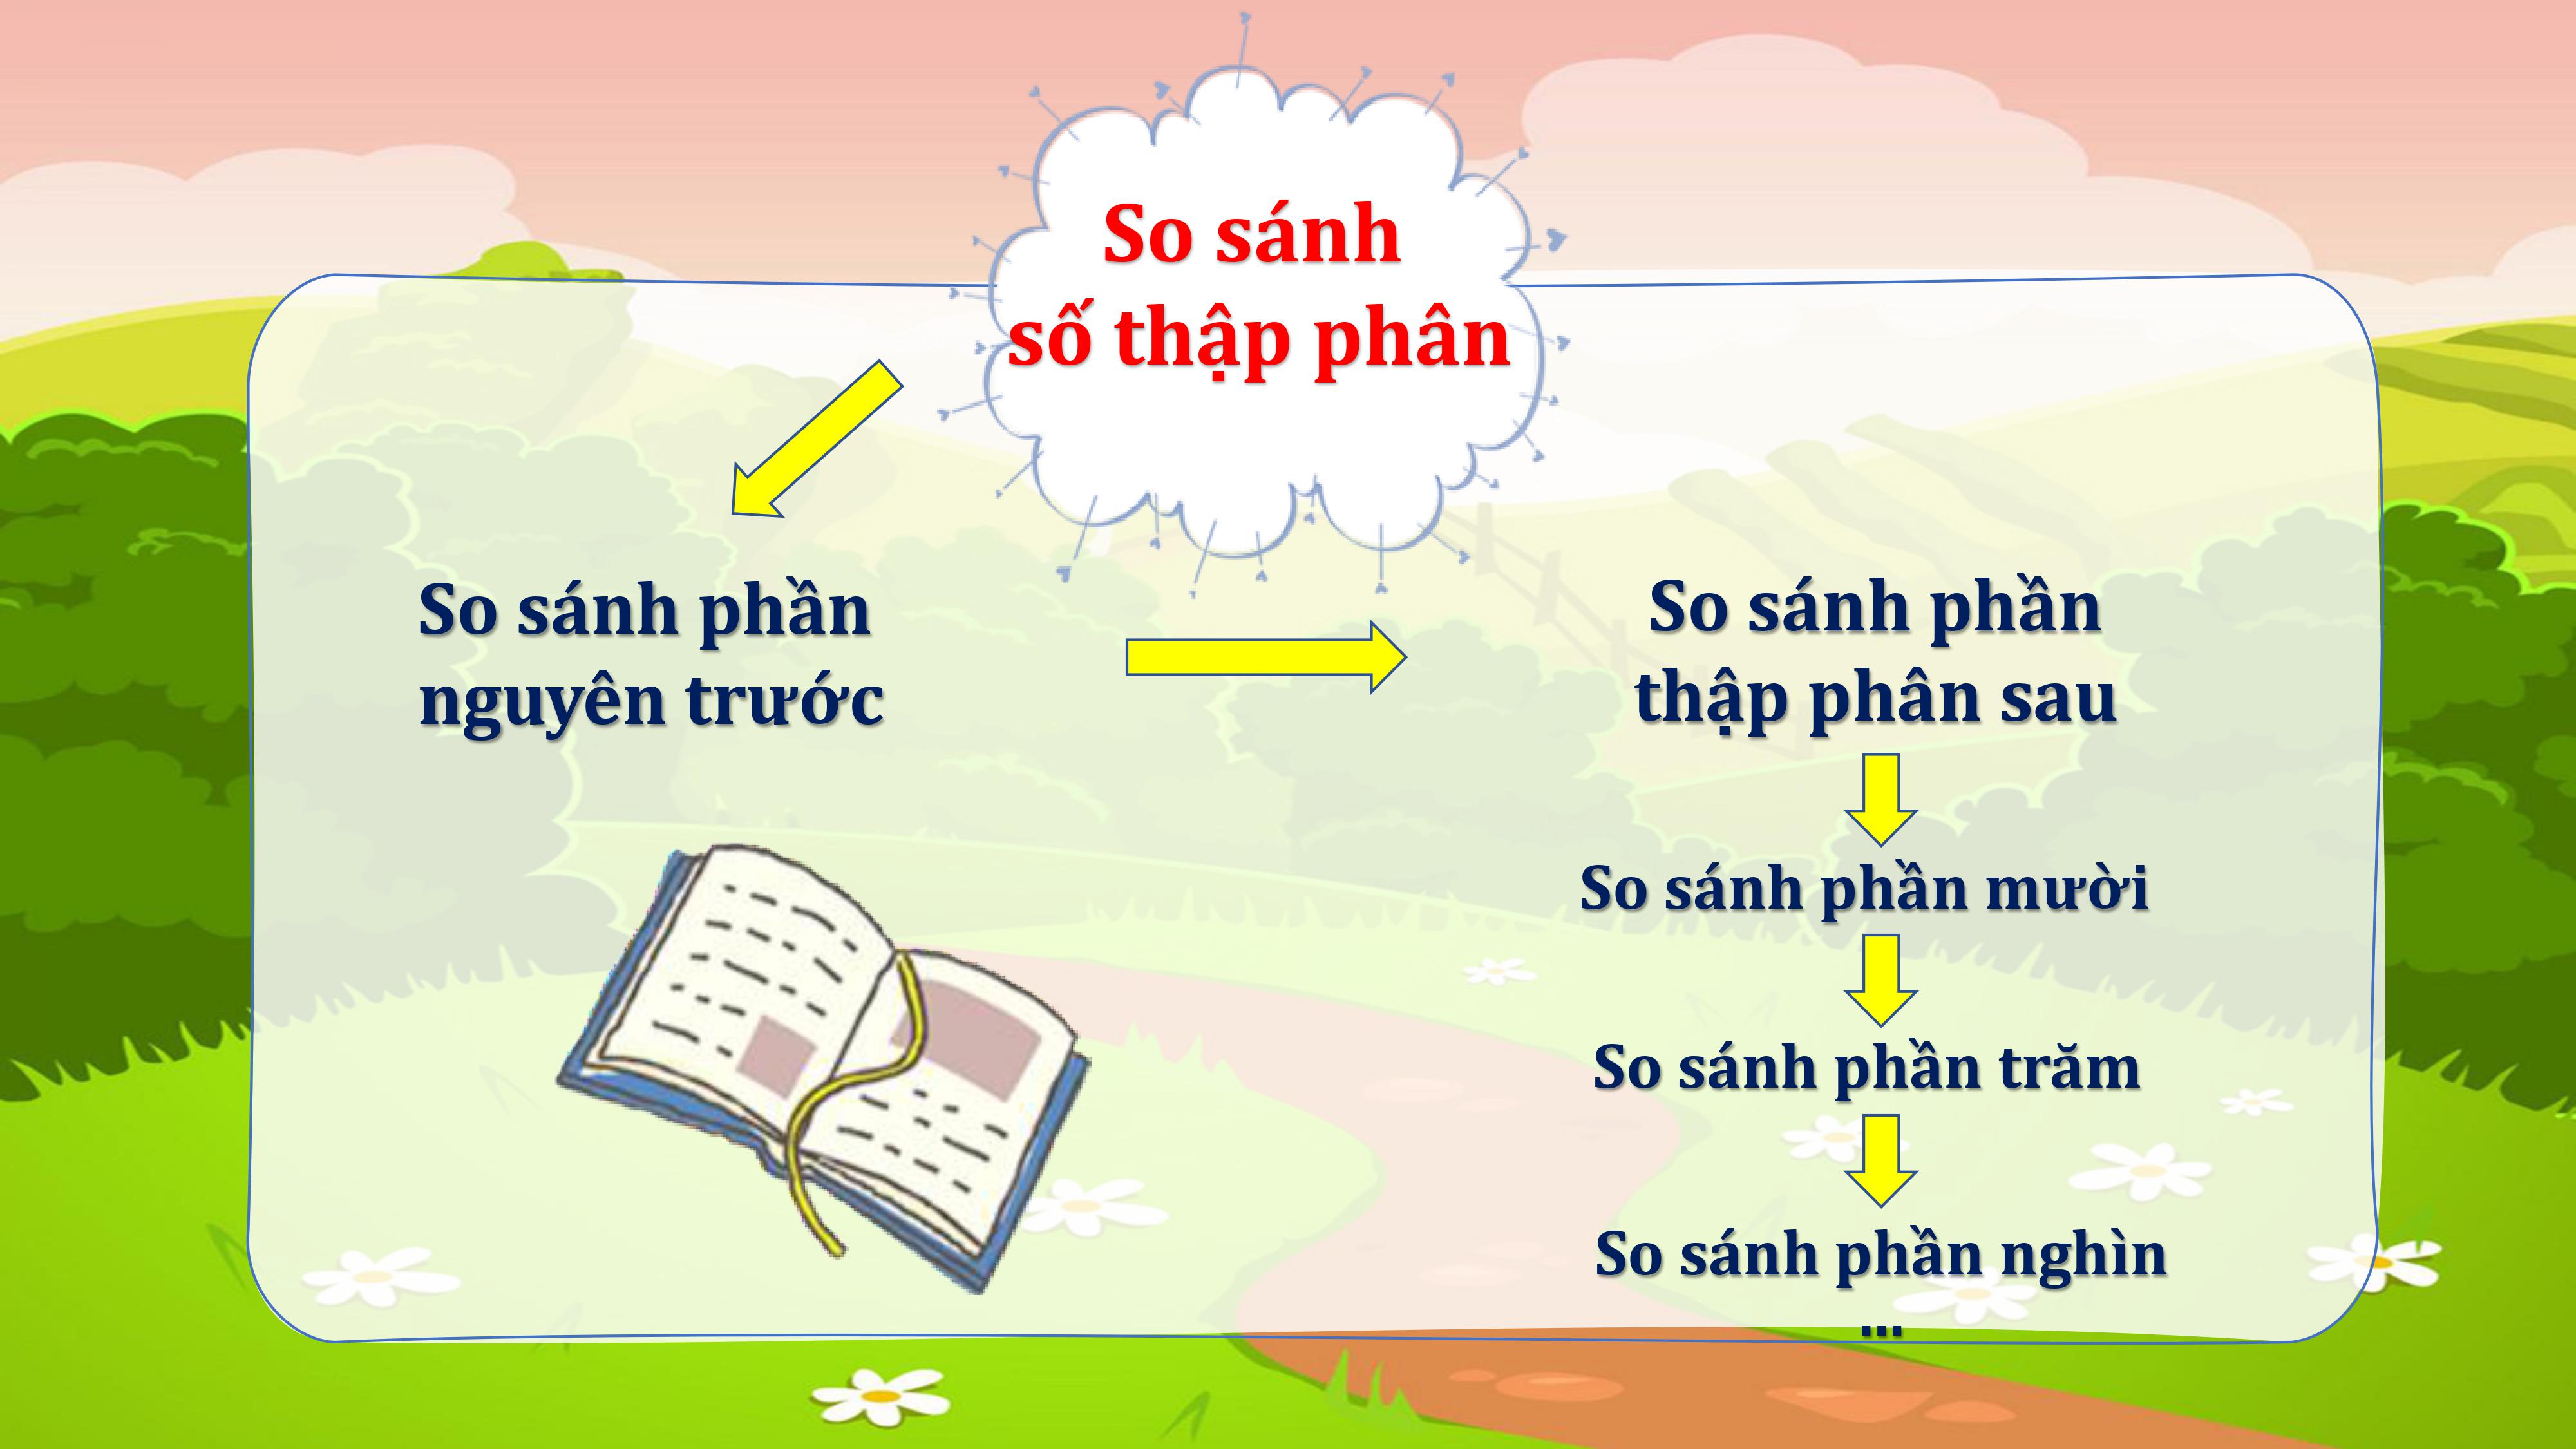 So sánh
số thập phân
So sánh phần
nguyên trước
So sánh phần
thập phân sau
So sánh phần mười
So sánh phần trăm
So sánh phần nghìn
...